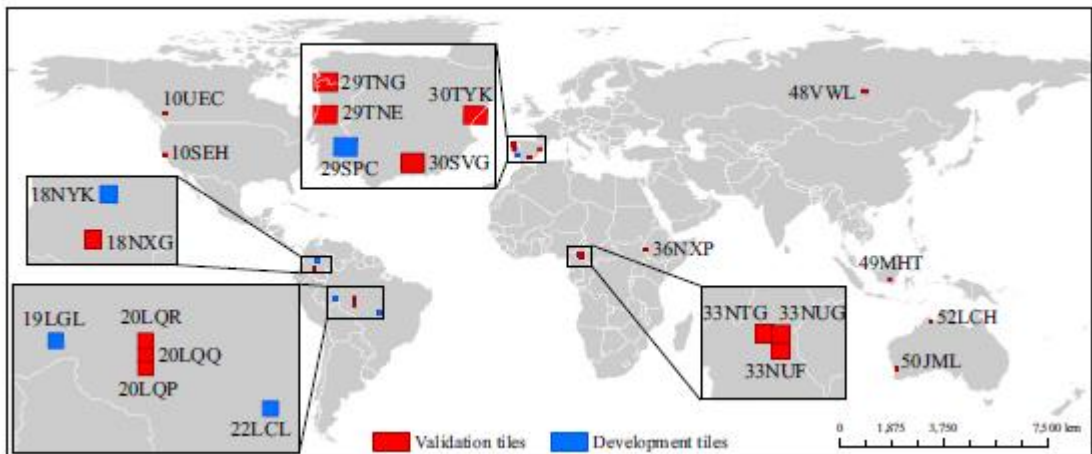 29TNG
30TYK
48VWL
10UEC
29TNE
10SEH
29SPC
30SVG
18NYK
18NXG
36NXP
49MHT
19LGL
20LQR
33NTG 33NUG
52LCH
20LQQ
50JML
20LQP
33NUF
22LCL
Validation tiles
Development tiles
0 1,875 3,750 7,500 km